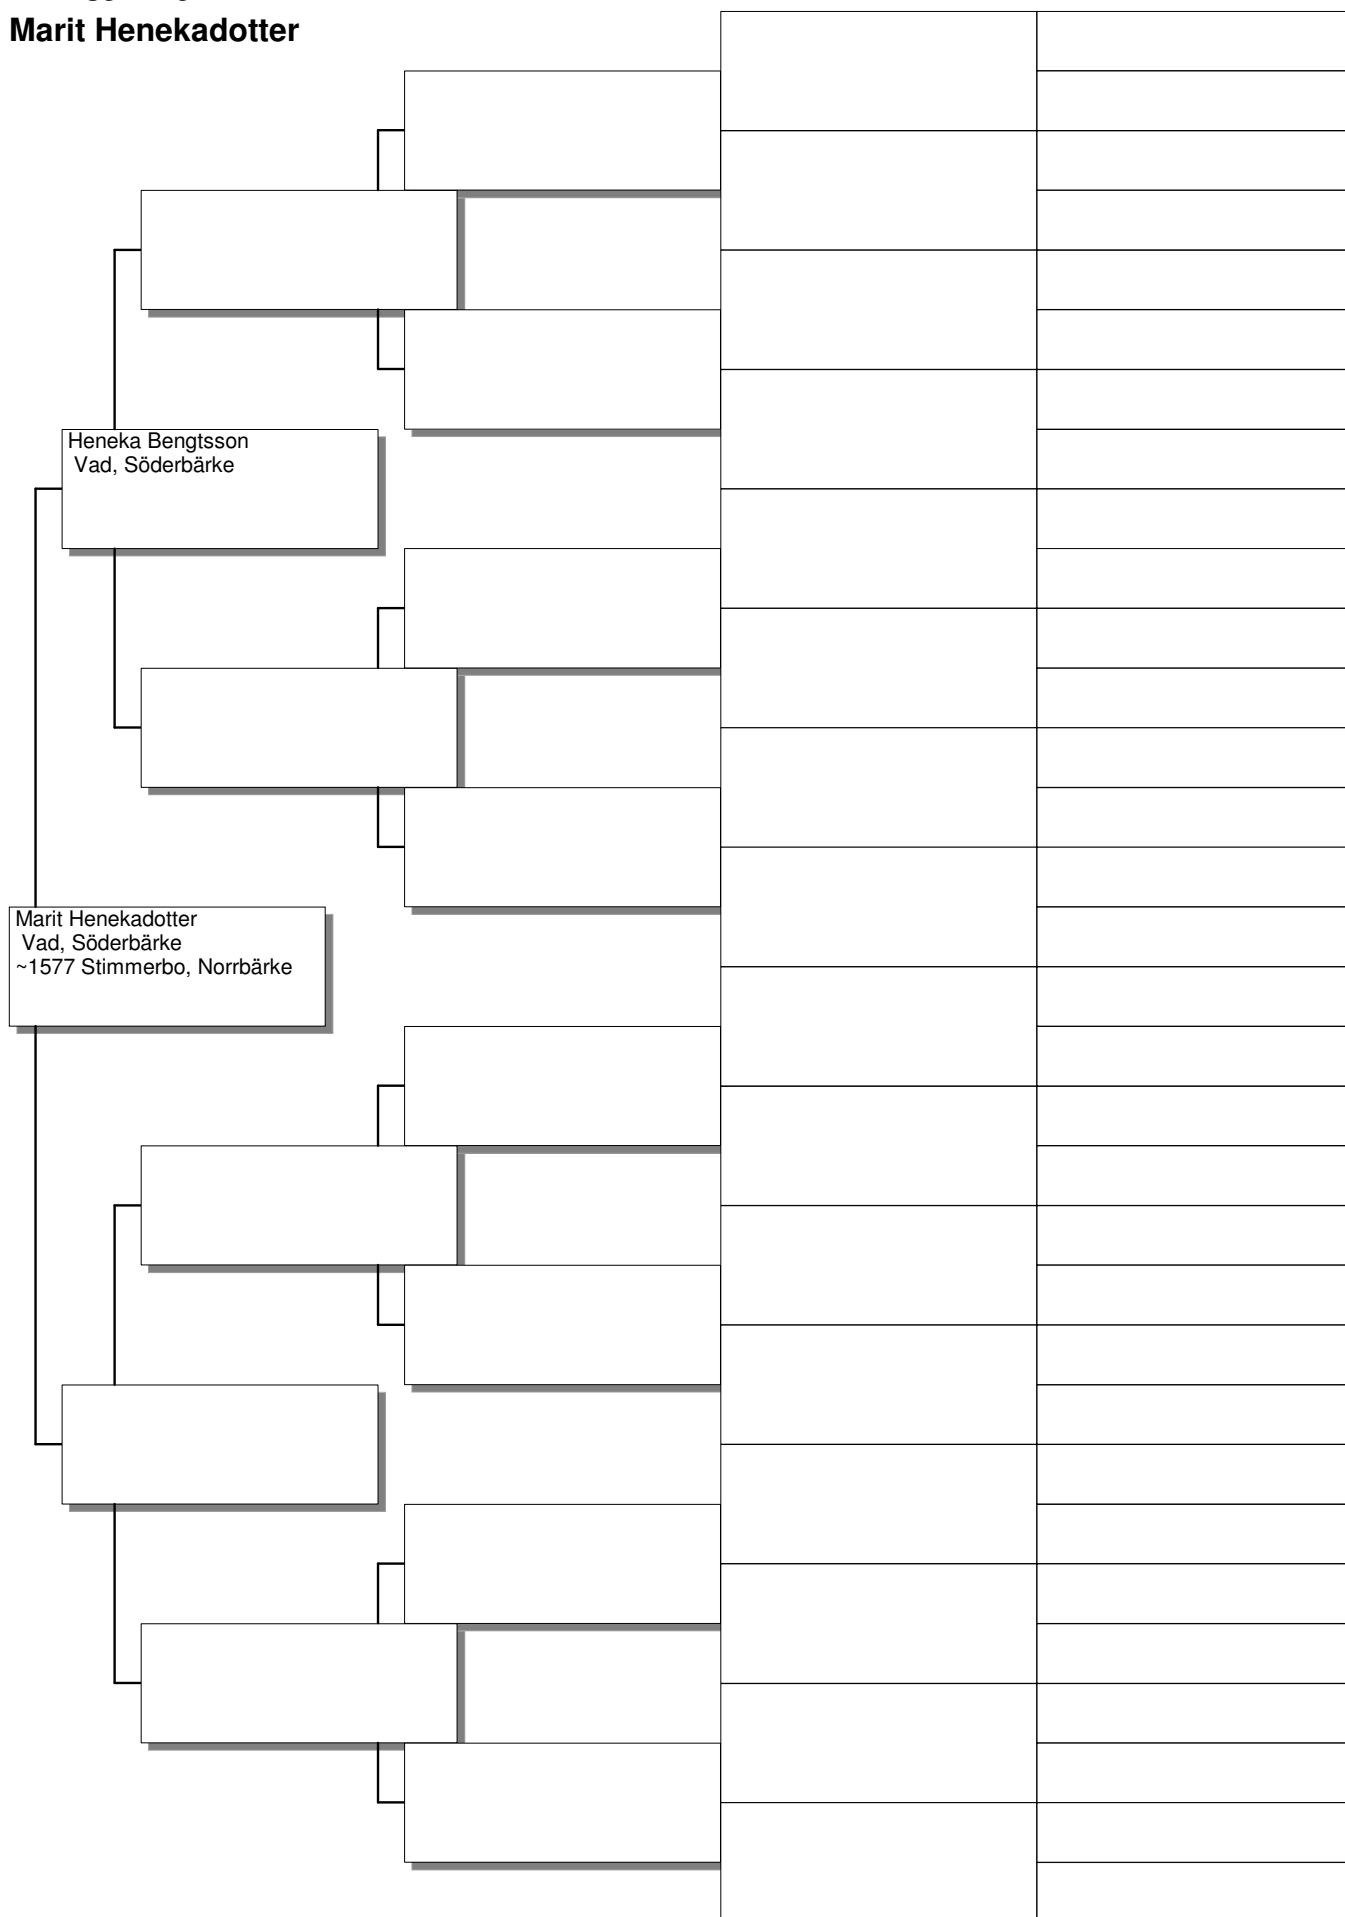 Marit Henekadotter
Heneka Bengtsson
Vad, Söderbärke
Marit Henekadotter
Vad, Söderbärke
~1577 Stimmerbo, Norrbärke